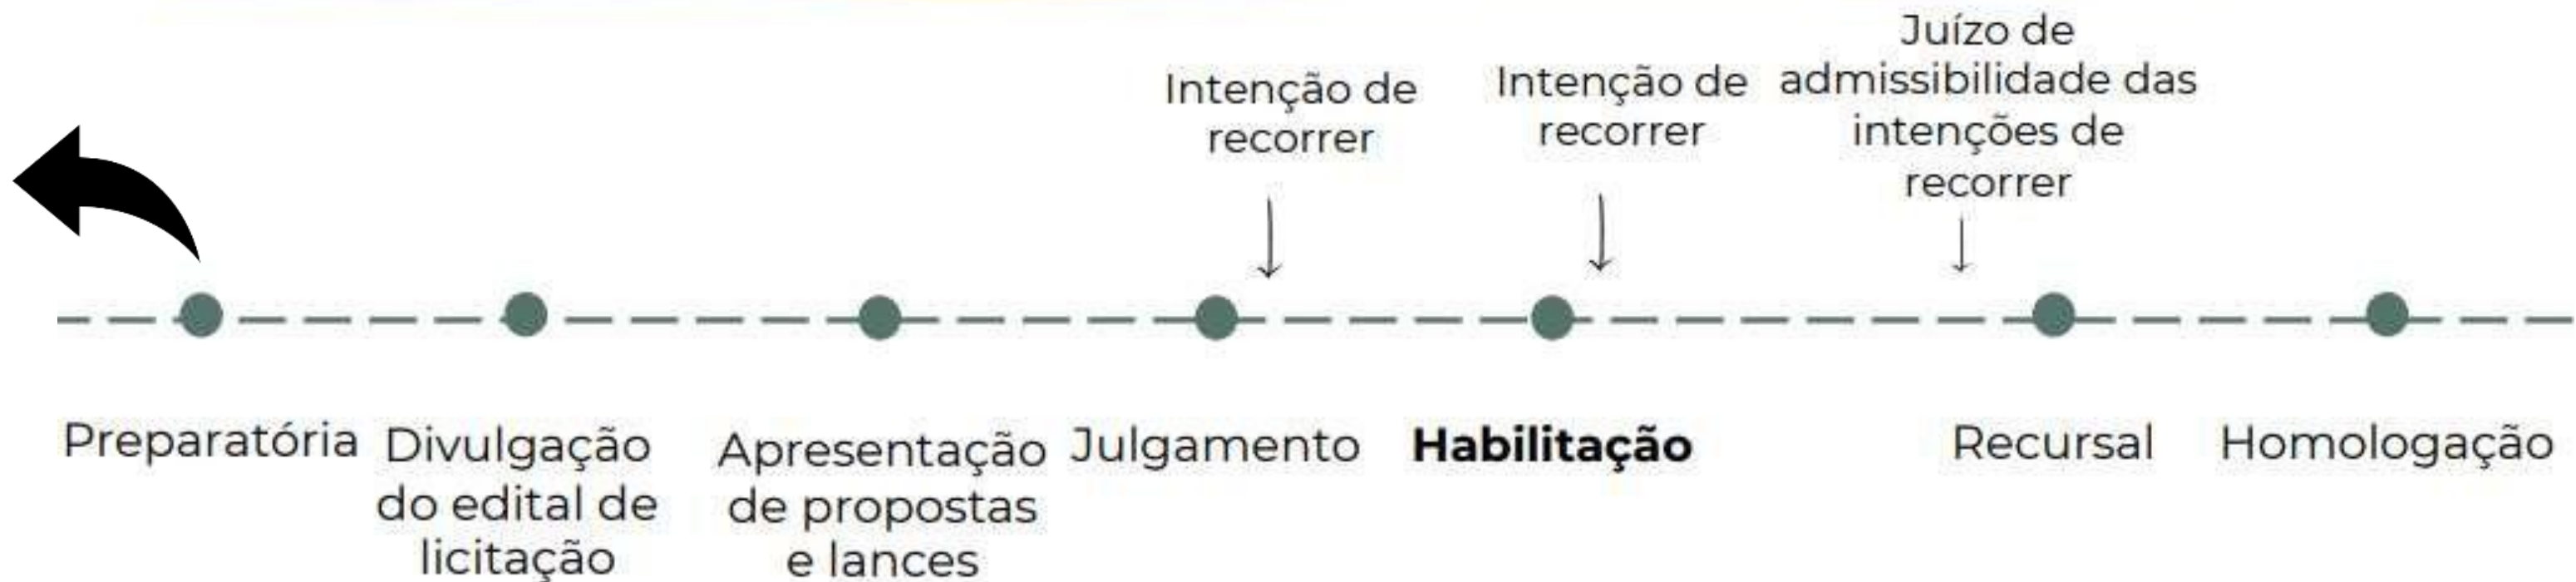 Intenção de
recorrer
Intenção de
recorrer
Juízo de
admissibilidade das
intenções de
recorrer
Preparatória
Divulgação
do edital de
licitação
Apresentação
de propostas
e lances
Julgamento
Habilitação
Recursal
Homologação